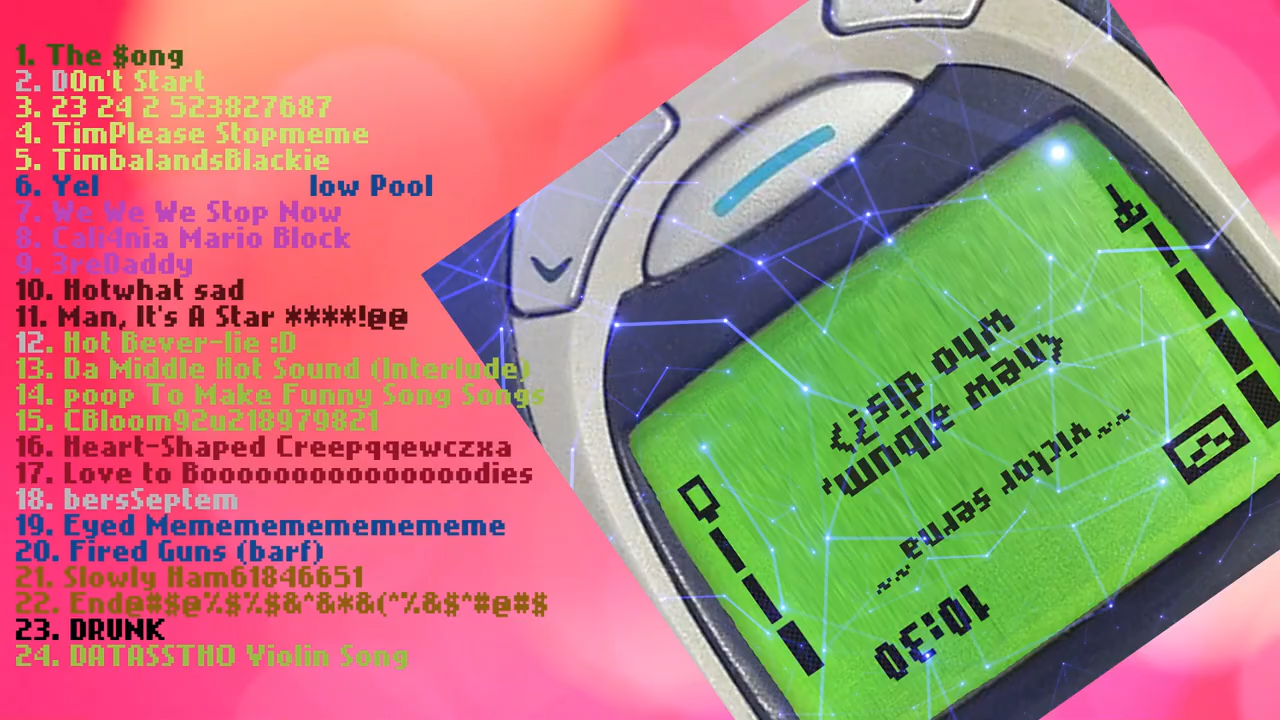 1. The $ong
2. DOn't Start
3. 23 24 2 523827687
4. TimPlease Stopmeme
5. TimbalandsBlackie
6. Yel low Pool
7. We We We Stop Now
8. Cali4nia Mario Block
9. 3reDaddy
10. Hotwhat sad
11. Man, It's A Star ****!@@
12. Hot Bever-lie :D
13. Da Middle Hot Sound (Interlude)
14. poop To Make Funny Song Songs
15. CBloom92u218979821
16. Heart-Shaped Creepqqewczxa
17. Love to Boooooooooooooooodies
18. bersSeptem
19. Eyed Mememememememememe
20. Fired Guns (barf)
21. Slowly Ham61846651
22. End@#$@%$%$&^&*&(^%&$^#@#$
23. DRUNK
24. DATASSTHO Violin Song
10:30
~~victor serna~~
(new album,
who dis?)